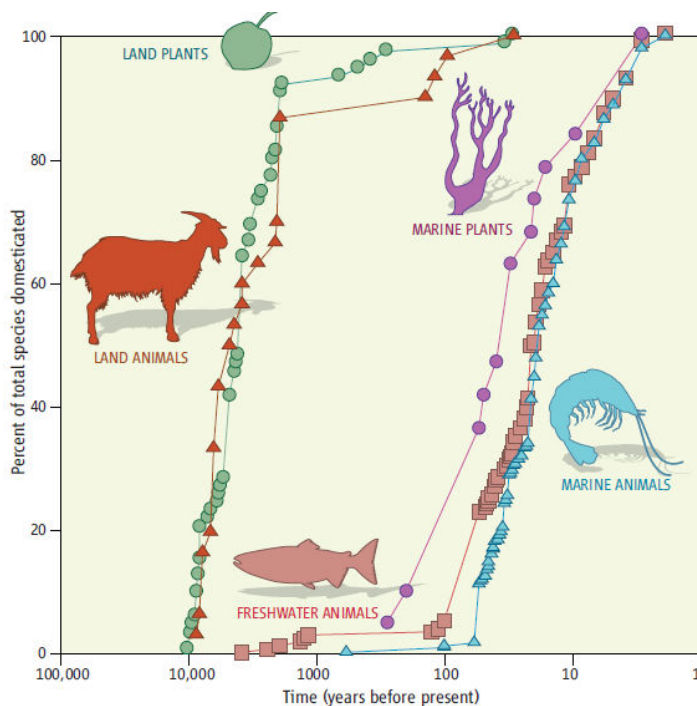 100
80
60
40
20
0
Percent of total species domesticated
LAND PLANTS
MARINE PLANTS
LAND ANIMALS
MARINE ANIMALS
FRESHWATER ANIMALS
100,000
10,000
1000
100
10
1
Time (years before present)